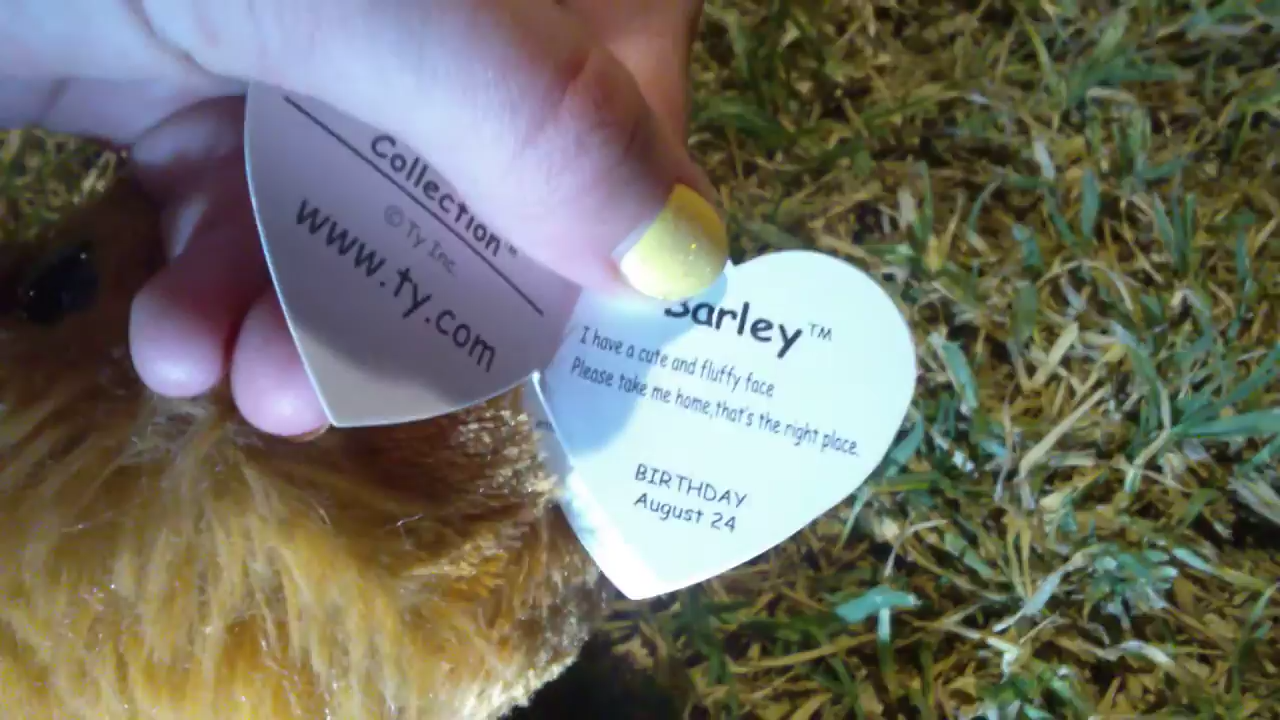 Collection™
© Ty Inc.
www.ty.com
Barley™
I have a cute and fluffy face
Please take me home,that's the right place.
BIRTHDAY
August 24